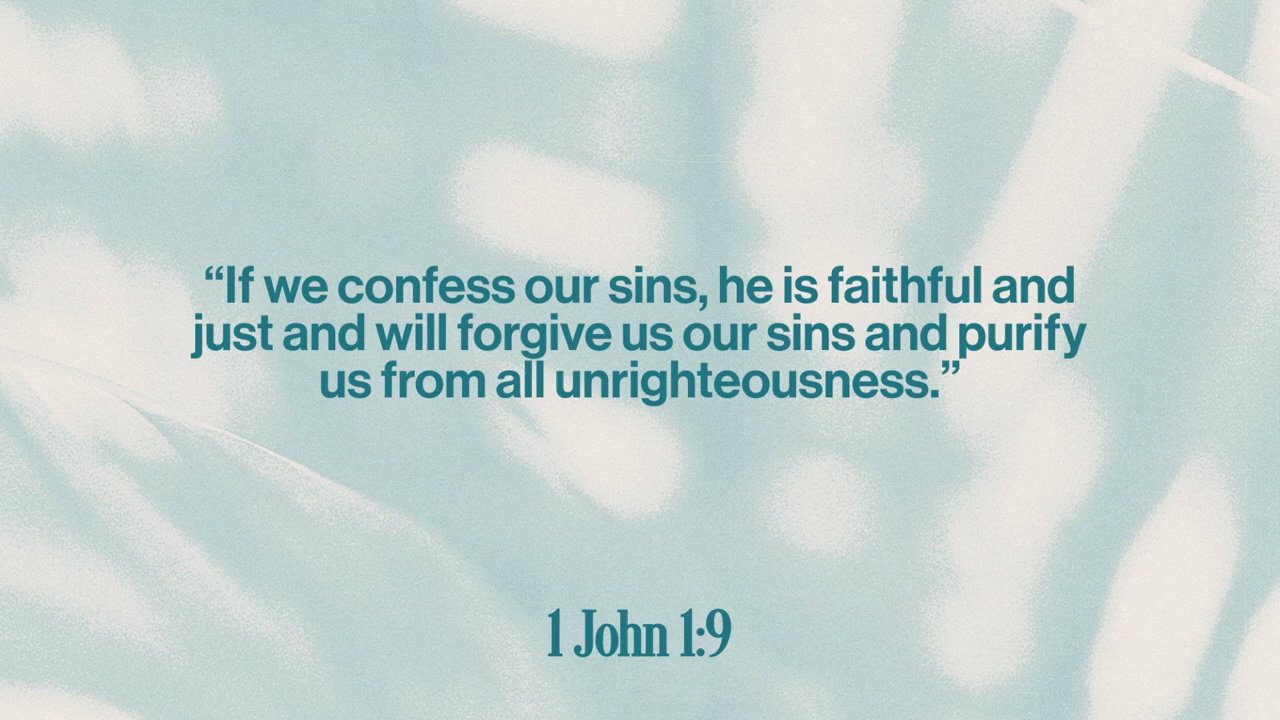 “If we confess our sins, he is faithful and
just and will forgive us our sins and purify
us from all unrighteousness.”
1 John 1:9